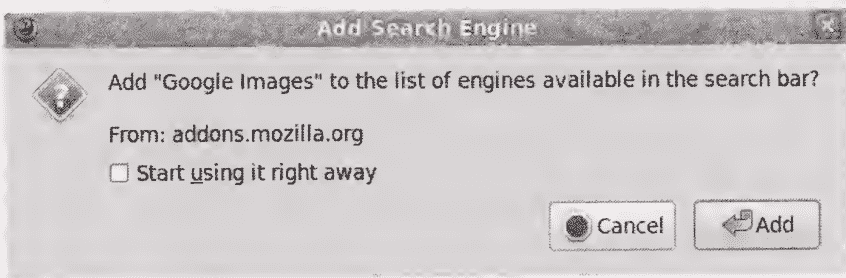 Add Search Engine
Add "Google Images" to the list of engines available in the search bar?
From: addons.mozilla.org
Start using it right away
Cancel
Add